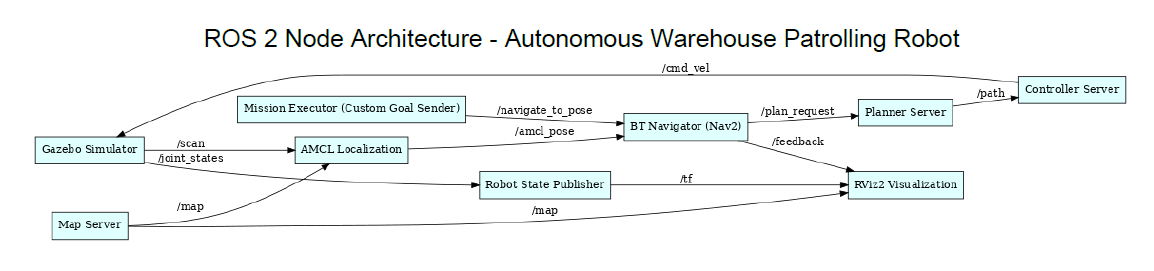 ROS 2 Node Architecture - Autonomous Warehouse Patrolling Robot
/cmd_vel
Controller Server
/path
Mission Executor (Custom Goal Sender)
/navigate_to_pose
/plan_request
Planner Server
BT Navigator (Nav2)
/amcl_pose
Gazebo Simulator
/scan
AMCL Localization
/feedback
/joint_states
Robot State Publisher
/tf
RViz2 Visualization
/map
/map
Map Server